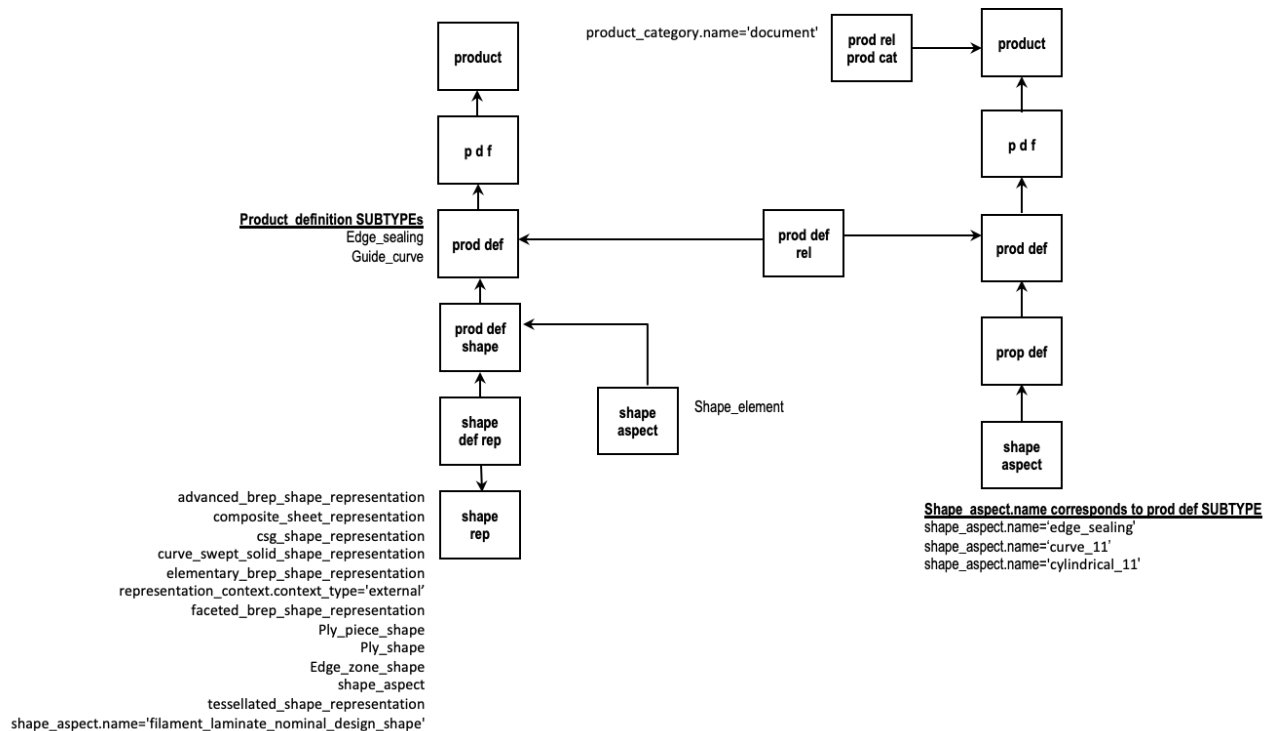 product_category.name='document'
product
prod rel
prod cat
product
p d f
p d f
Product_definition SUBTYPEs
Edge_sealing
Guide_curve
prod def
prod def
rel
prod def
prod def
shape
prop def
shape
def rep
shape
aspect
Shape_element
shape
aspect
advanced_brep_shape_representation
composite_sheet_representation
csg_shape_representation
curve_swept_solid_shape_representation
elementary_brep_shape_representation
representation_context.context_type='external’
faceted_brep_shape_representation
Ply_piece_shape
Ply_shape
Edge_zone_shape
shape_aspect
tessellated_shape_representation
shape_aspect.name='filament_laminate_nominal_design_shape'
shape
rep
Shape_aspect.name corresponds to prod def SUBTYPE
shape_aspect.name=‘edge_sealing'
shape_aspect.name=‘curve_11’
shape_aspect.name='cylindrical_11'